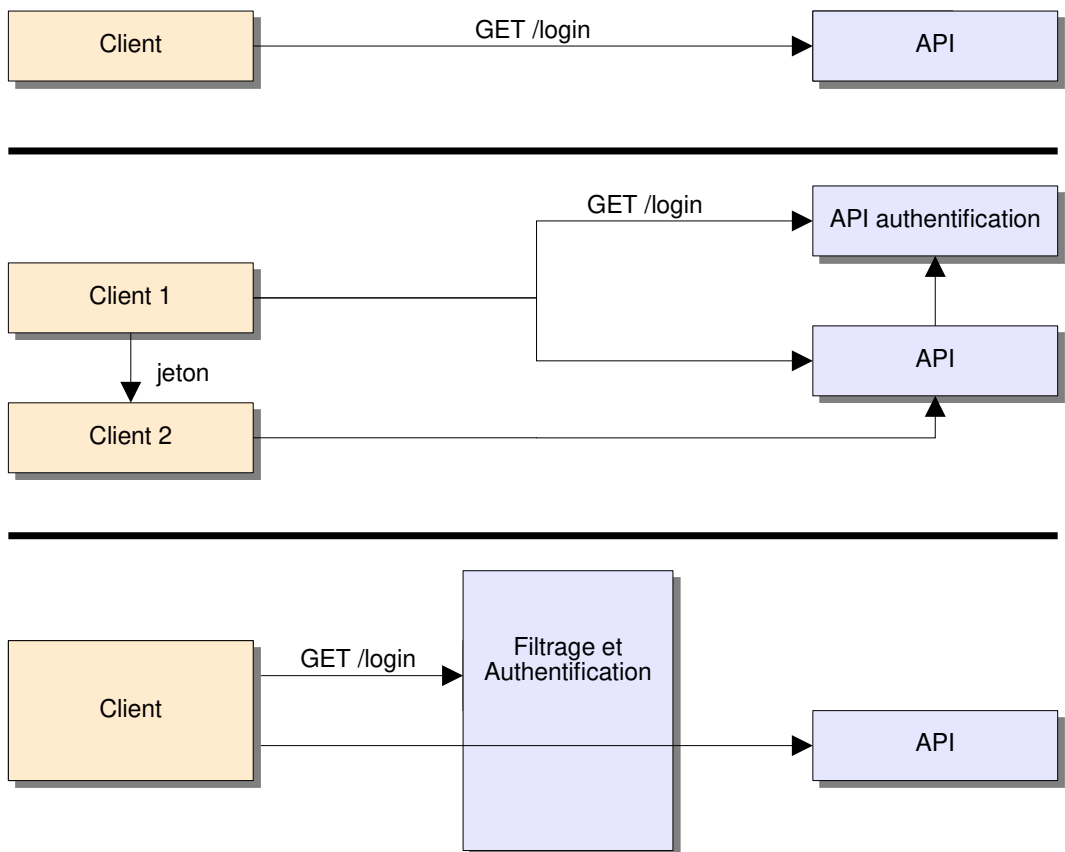 Client
GET /login
API
GET /login
API authentification
Client 1
API
jeton
Client 2
Filtrage et
Authentification
GET /login
Client
API